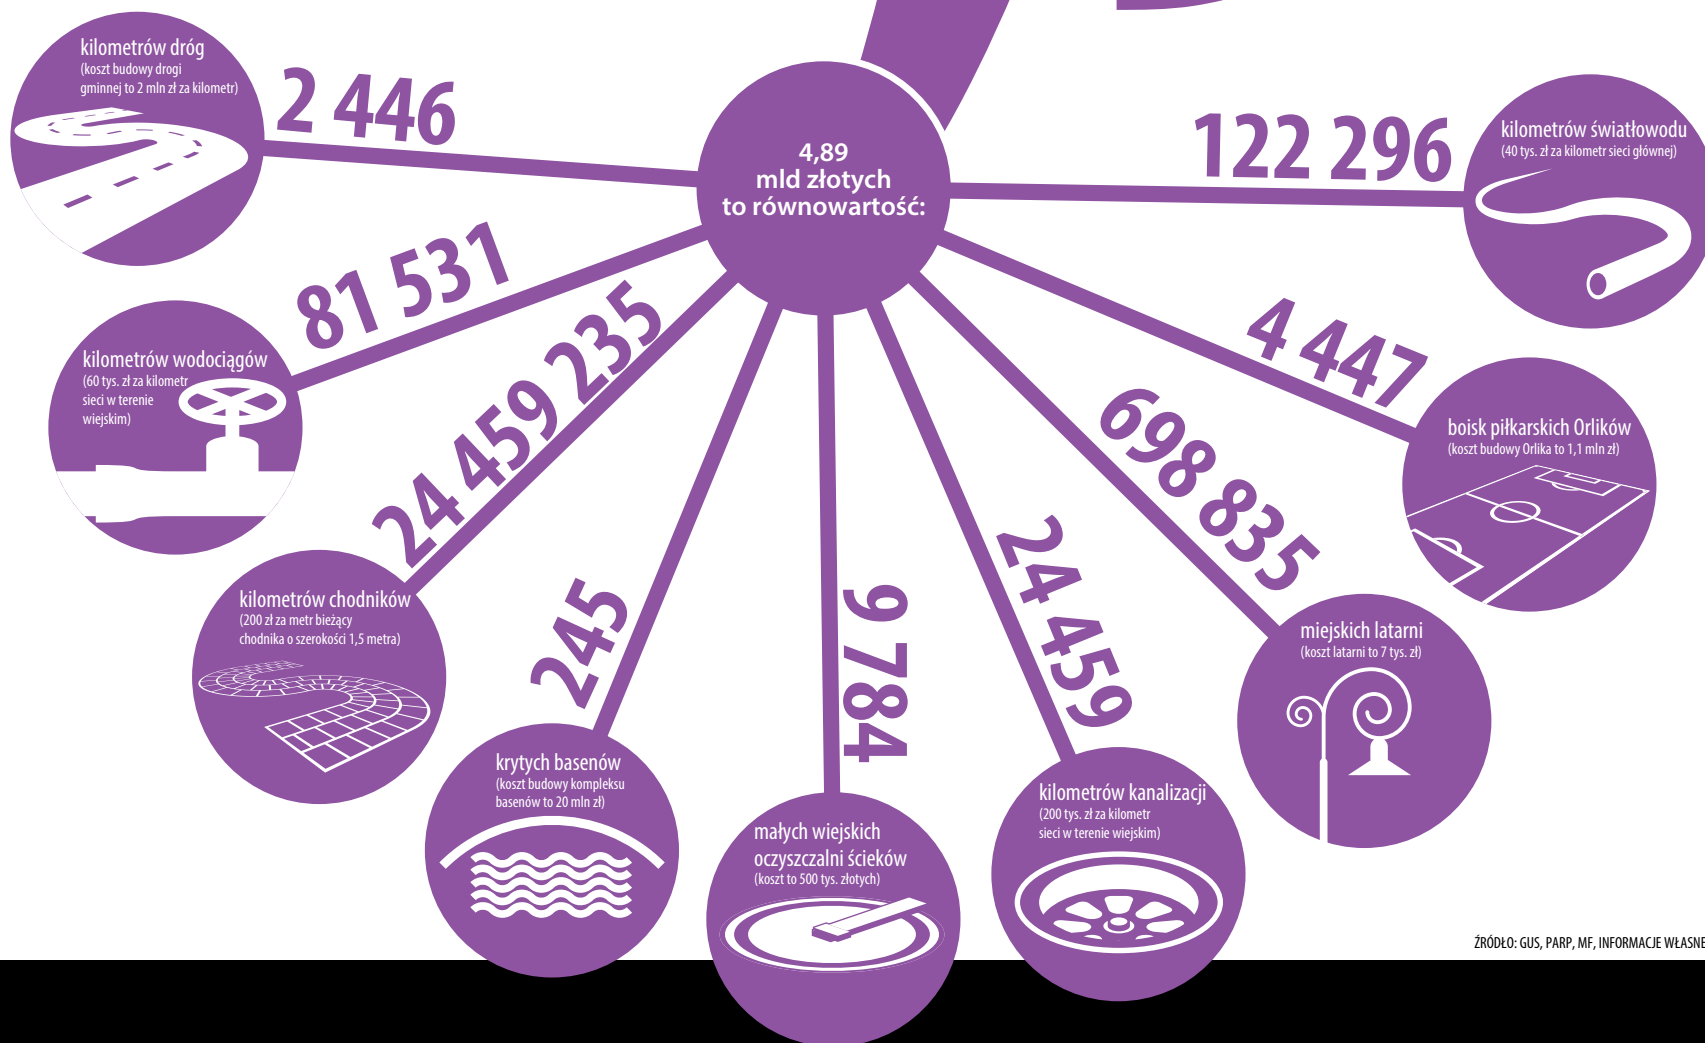 4,89
mld złotych
to równowartość:
2 446
kilometrów dróg
(koszt budowy drogi
gminnej to 2 mln zł za kilometr)
81 531
kilometrów wodociągów
(60 tys. zł za kilometr
sieci w terenie
wiejskim)
24 459 235
kilometrów chodników
(200 zł za metr bieżący
chodnika o szerokości 1,5 metra)
245
krytych basenów
(koszt budowy kompleksu
basenów to 20 mln zł)
9 784
małych wiejskich
oczyszczalni ścieków
(koszt to 500 tys. złotych)
24 459
kilometrów kanalizacji
(200 tys. zł za kilometr
sieci w terenie wiejskim)
698 835
miejskich latarni
(koszt latarni to 7 tys. zł)
4 447
boisk piłkarskich Orlików
(koszt budowy Orlika to 1,1 mln zł)
122 296
kilometrów światłowodu
(40 tys. zł za kilometr sieci głównej)
ŹRÓDŁO: GUS, PARP, MF, INFORMACJE WŁASNE